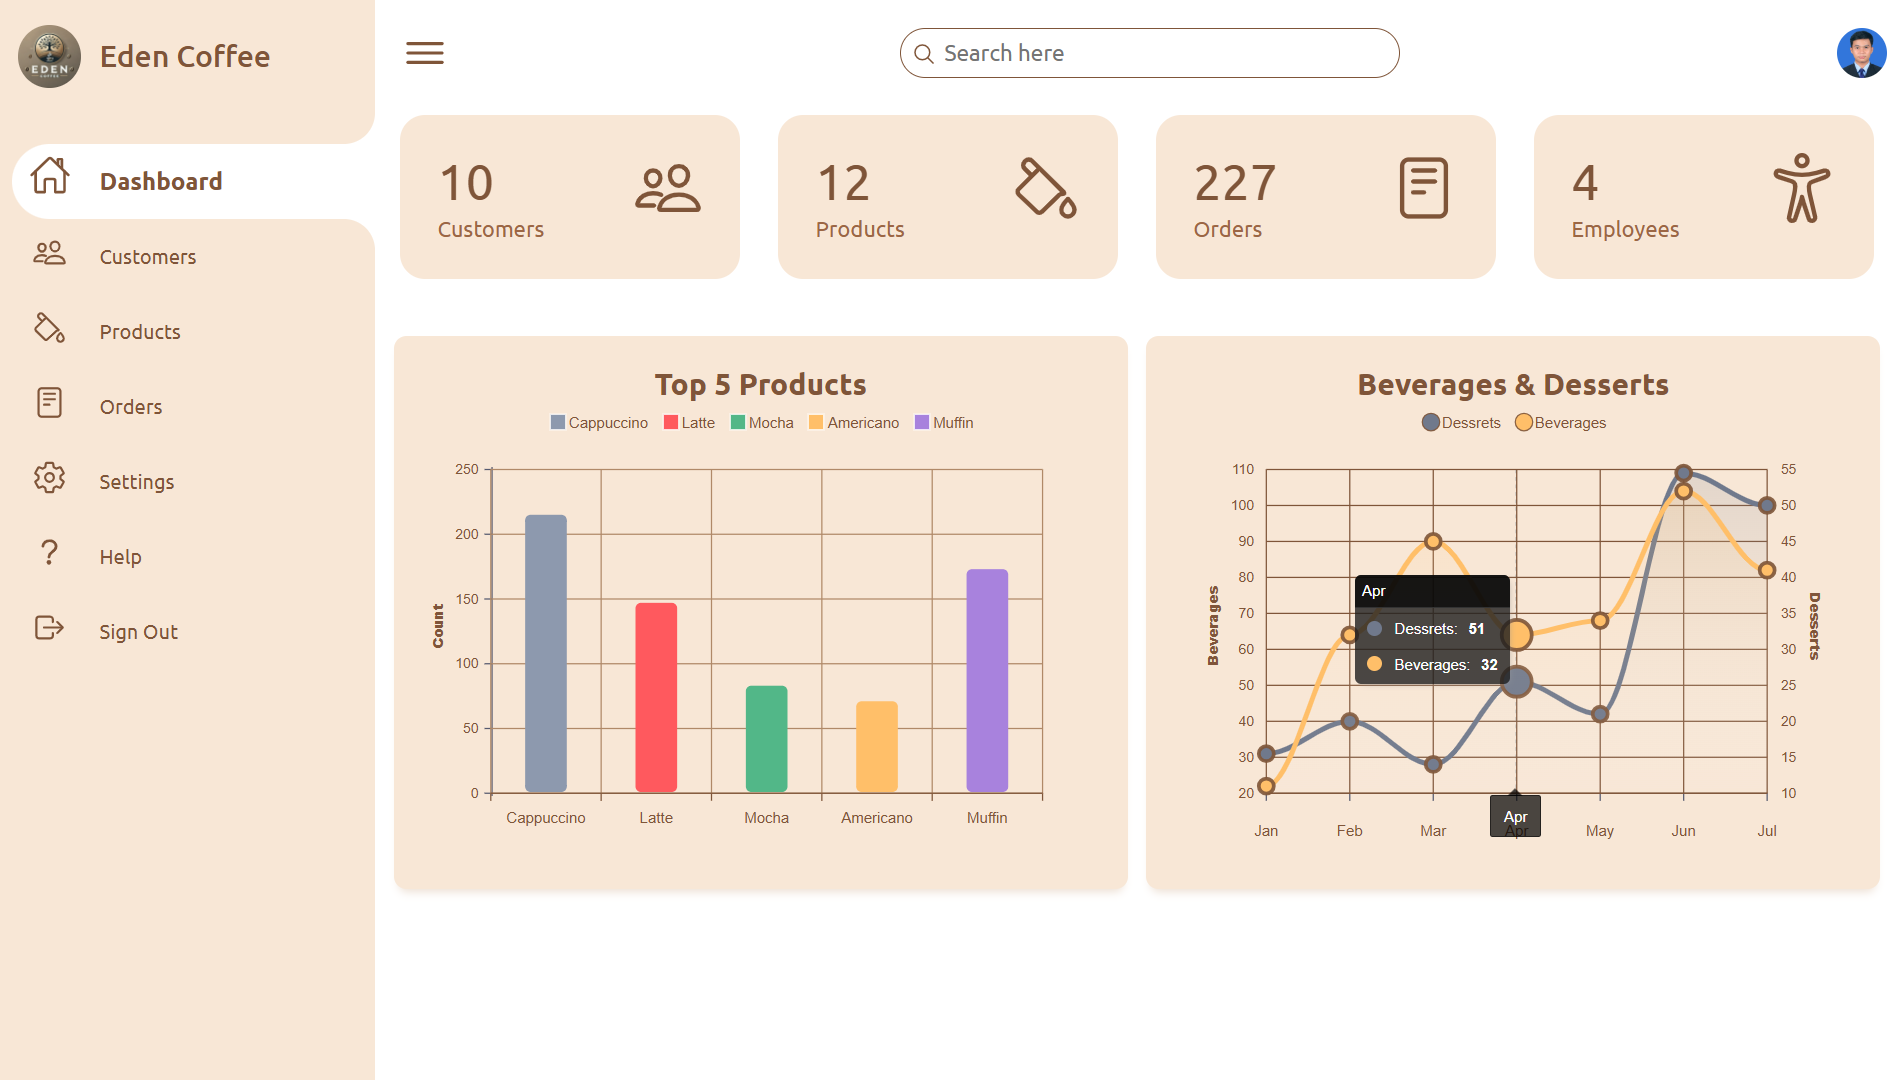 EDEN
COFFEE
Eden Coffee
Search here
Dashboard
Customers
Products
Orders
Settings
Help
Sign Out
10
Customers
12
Products
227
Orders
4
Employees
Top 5 Products
Cappuccino Latte Mocha Americano Muffin
Count
250
200
150
100
50
0
Cappuccino Latte Mocha Americano Muffin
Beverages & Desserts
Dessrets Beverages
Beverages
110
100
90
80
70
60
50
40
30
20
55
50
45
40
35
30
25
20
15
10
Desserts
Apr
Dessrets: 51
Beverages: 32
Apr
Jan Feb Mar Apr May Jun Jul